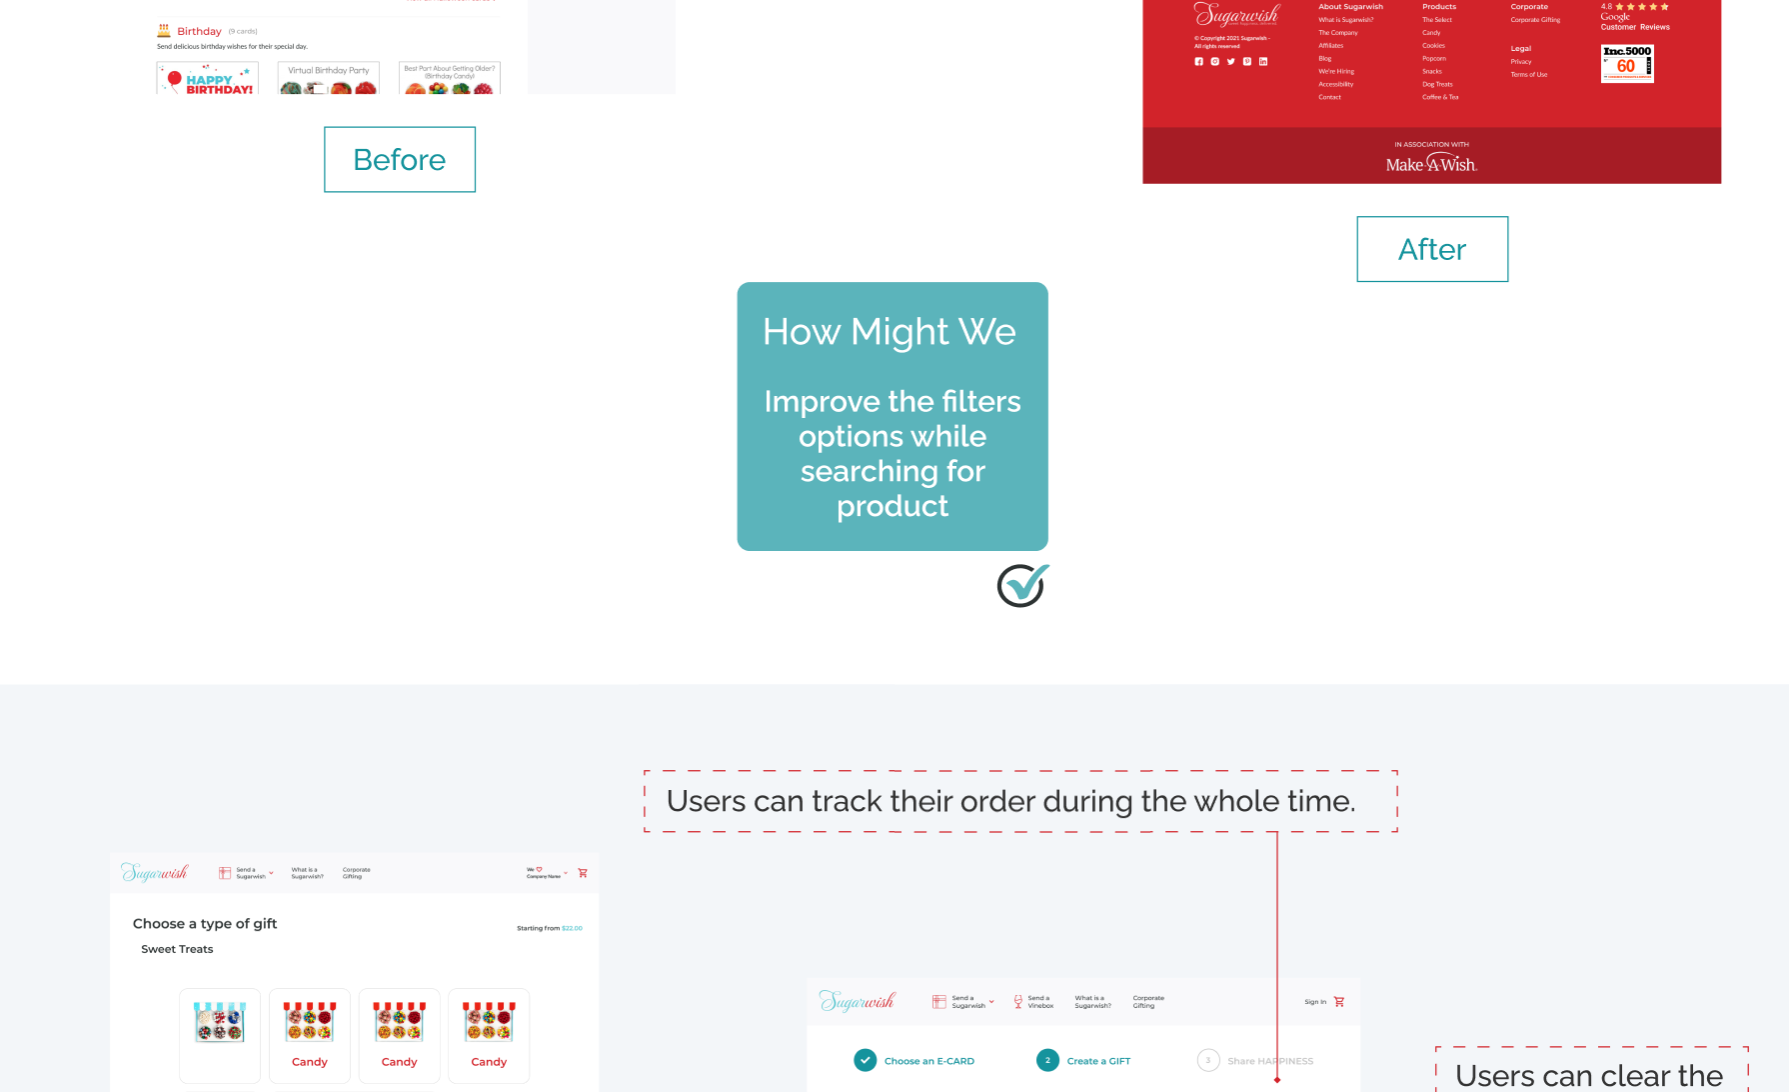 Birthday (9 cards)
Send delicious birthday wishes for their special day.
HAPPY
BIRTHDAY!
Virtual Birthday Party
Best Part About Getting Older?
(Birthday Candy)
Before
Sugarwish
© Copyright 2021 Sugarwish -
All rights reserved
About Sugarwish
What is Sugarwish?
The Company
Affiliates
Blog
We're Hiring
Accessibility
Contact
Products
The Select
Candy
Cookies
Popcorn
Snacks
Dog Treats
Coffee & Tea
Corporate
Corporate Gifting
Legal
Privacy
Terms of Use
4.8
Google
Customer Reviews
Inc.5000
60
IN ASSOCIATION WITH
Make-A-Wish.
After
How Might We
Improve the filters
options while
searching for
product
Users can track their order during the whole time.
Sugarwish
Send a
Sugarwish
What is a
Sugarwish?
Corporate
Gifting
We
Company Name
Choose a type of gift
Starting from $22.00
Sweet Treats
Candy
Candy
Candy
Sugarwish
Send a
Sugarwish
Send a
Vinebox
What is a
Sugarwish?
Corporate
Gifting
Sign In
Choose an E-CARD
2
Create a GIFT
3
Share HAPPINESS
Users can clear the